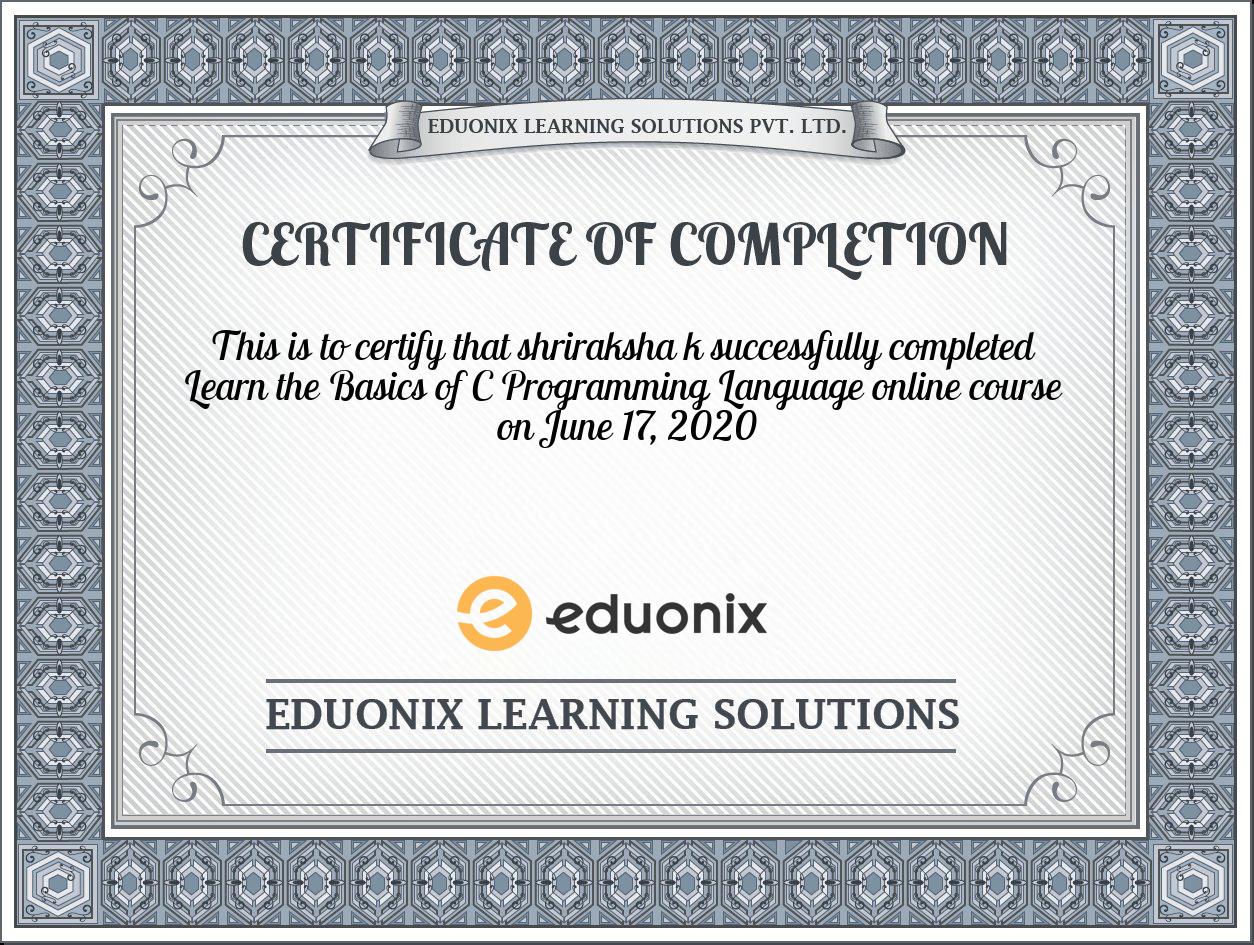 EDUONIX LEARNING SOLUTIONS PVT. LTD.
CERTIFICATE OF COMPLETION
This is to certify that shriraksha k successfully completed
Learn the Basics of C Programming Language online course
on June 17, 2020
eduonix
EDUONIX LEARNING SOLUTIONS